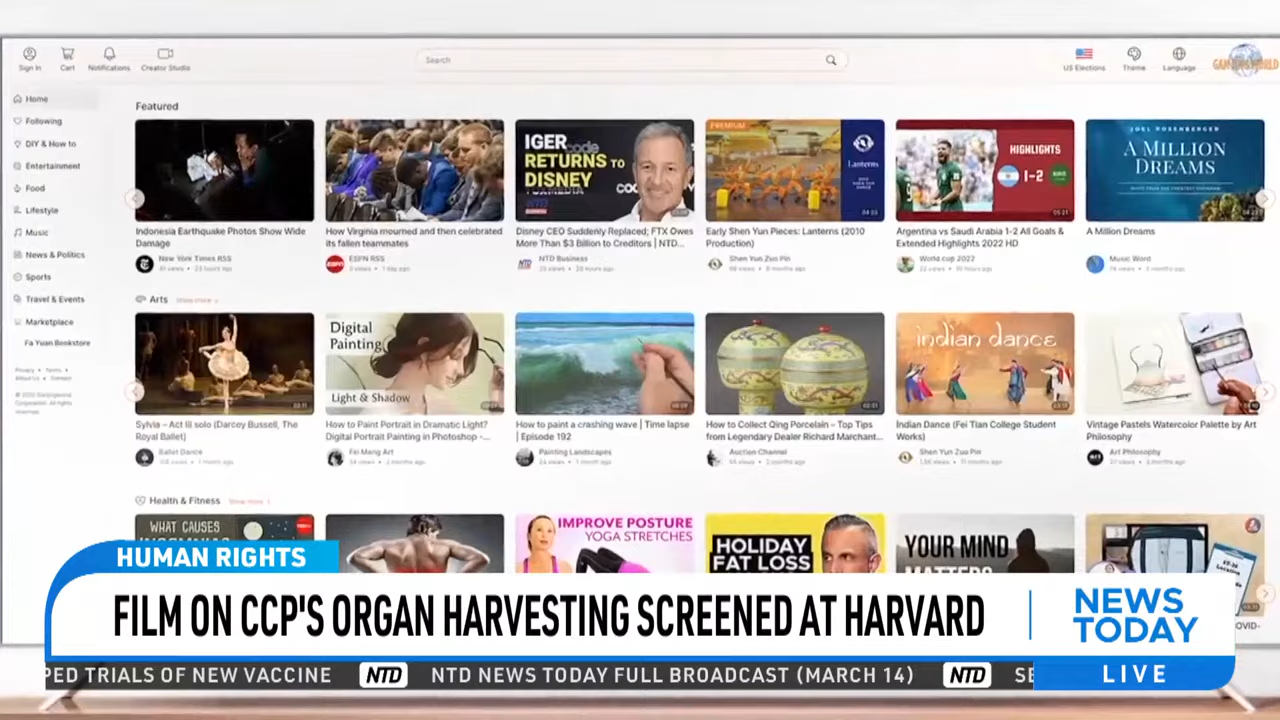 Sign In
Cart
Notifications
Creator Studio
Search
US Elections
Theme
Language
Home
Following
DIY & How to
Entertainment
Food
Lifestyle
Music
News & Politics
Sports
Travel & Events
Marketplace
Fa Yuan Bookstore
Featured
IGER
RETURNS TO
DISNEY
PREMIUM
Lanterns
HIGHLIGHTS
1-2
JOEL ROSENBERGER
A MILLION
DREAMS
Indonesia Earthquake Photos Show Wide
Damage
New York Times RSS
How Virginia mourned and then celebrated
its fallen teammates
ESPN RSS
Disney CEO Suddenly Replaced; FTX Owes
More Than $3 Billion to Creditors | NTD...
NTD Business
Early Shen Yun Pieces: Lanterns (2010
Production)
Shen Yun Zuo Pin
Argentina vs Saudi Arabia 1-2 All Goals &
Extended Highlights 2022 HD
World cup 2022
A Million Dreams
Music Word
Arts
Show more
Digital
Painting
Light & Shadow
indian dance
Sylvia – Act III solo (Darcey Bussell, The
Royal Ballet)
Ballet Dance
How to Paint Portrait in Dramatic Light?
Digital Portrait Painting in Photoshop -...
Fei Meng Art
How to paint a crashing wave | Time lapse
| Episode 192
Painting Landscapes
How to Collect Qing Porcelain – Top Tips
from Legendary Dealer Richard Marchant...
Auction Channel
Indian Dance (Fei Tian College Student
Works)
Shen Yun Zuo Pin
Vintage Pastels Watercolor Palette by Art
Philosophy
Art Philosophy
Health & Fitness
Show more
WHAT CAUSES
IMPROVE POSTURE
YOGA STRETCHES
HOLIDAY
FAT LOSS
YOUR MIND
MATTERS
HUMAN RIGHTS
FILM ON CCP'S ORGAN HARVESTING SCREENED AT HARVARD
NEWS
TODAY
LIVE
PED TRIALS OF NEW VACCINE NTD NTD NEWS TODAY FULL BROADCAST (MARCH 14) NTD SE